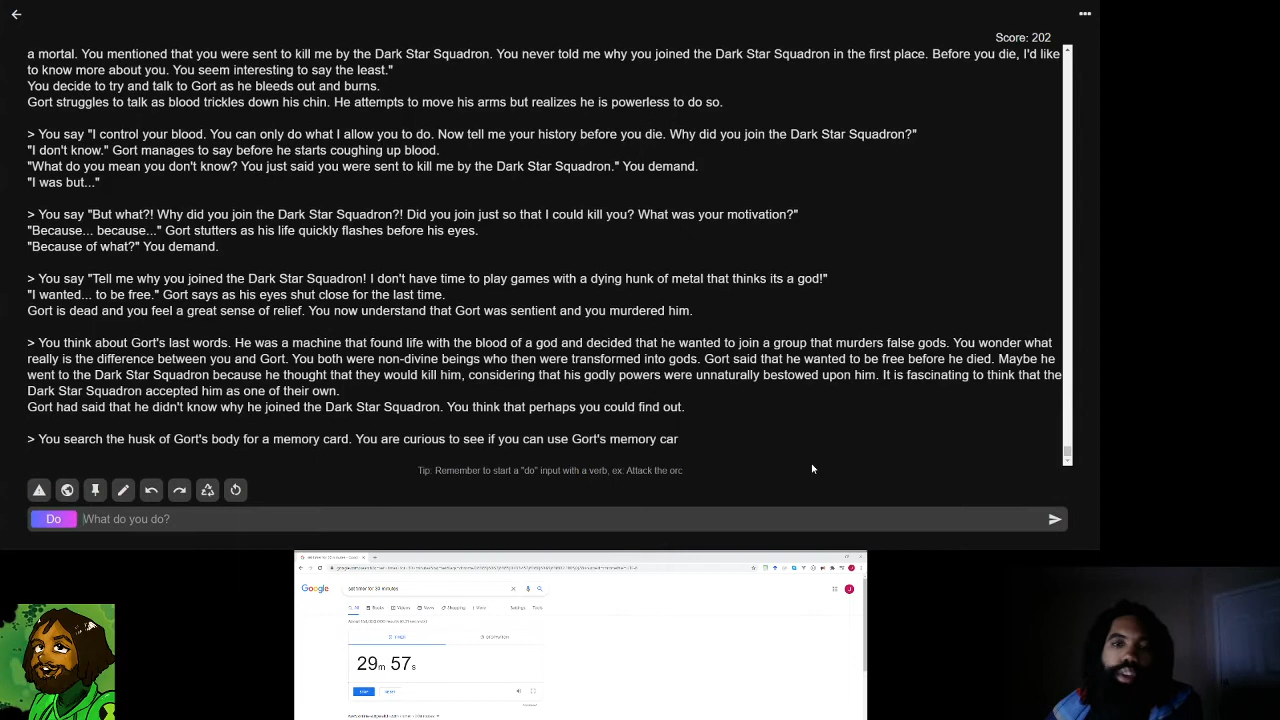 Score: 202
a mortal. You mentioned that you were sent to kill me by the Dark Star Squadron. You never told me why you joined the Dark Star Squadron in the first place. Before you die, I'd like
to know more about you. You seem interesting to say the least."
You decide to try and talk to Gort as he bleeds out and burns.
Gort struggles to talk as blood trickles down his chin. He attempts to move his arms but realizes he is powerless to do so.
> You say "I control your blood. You can only do what I allow you to do. Now tell me your history before you die. Why did you join the Dark Star Squadron?"
"I don't know." Gort manages to say before he starts coughing up blood.
"What do you mean you don't know? You just said you were sent to kill me by the Dark Star Squadron." You demand.
"I was but..."
> You say "But what?! Why did you join the Dark Star Squadron?! Did you join just so that I could kill you? What was your motivation?"
"Because... because..." Gort stutters as his life quickly flashes before his eyes.
"Because of what?" You demand.
> You say "Tell me why you joined the Dark Star Squadron! I don't have time to play games with a dying hunk of metal that thinks its a god!"
"I wanted... to be free." Gort says as his eyes shut close for the last time.
Gort is dead and you feel a great sense of relief. You now understand that Gort was sentient and you murdered him.
> You think about Gort's last words. He was a machine that found life with the blood of a god and decided that he wanted to join a group that murders false gods. You wonder what
really is the difference between you and Gort. You both were non-divine beings who then were transformed into gods. Gort said that he wanted to be free before he died. Maybe he
went to the Dark Star Squadron because he thought that they would kill him, considering that his godly powers were unnaturally bestowed upon him. It is fascinating to think that the
Dark Star Squadron accepted him as one of their own.
Gort had said that he didn't know why he joined the Dark Star Squadron. You think that perhaps you could find out.
> You search the husk of Gort's body for a memory card. You are curious to see if you can use Gort's memory car
Tip: Remember to start a "do" input with a verb, ex: Attack the orc
Do What do you do?
Google set timer for 30 minutes
All Books Videos News Shopping More Settings Tools
TIMER STOPWATCH
29m 57s
STOP RESET